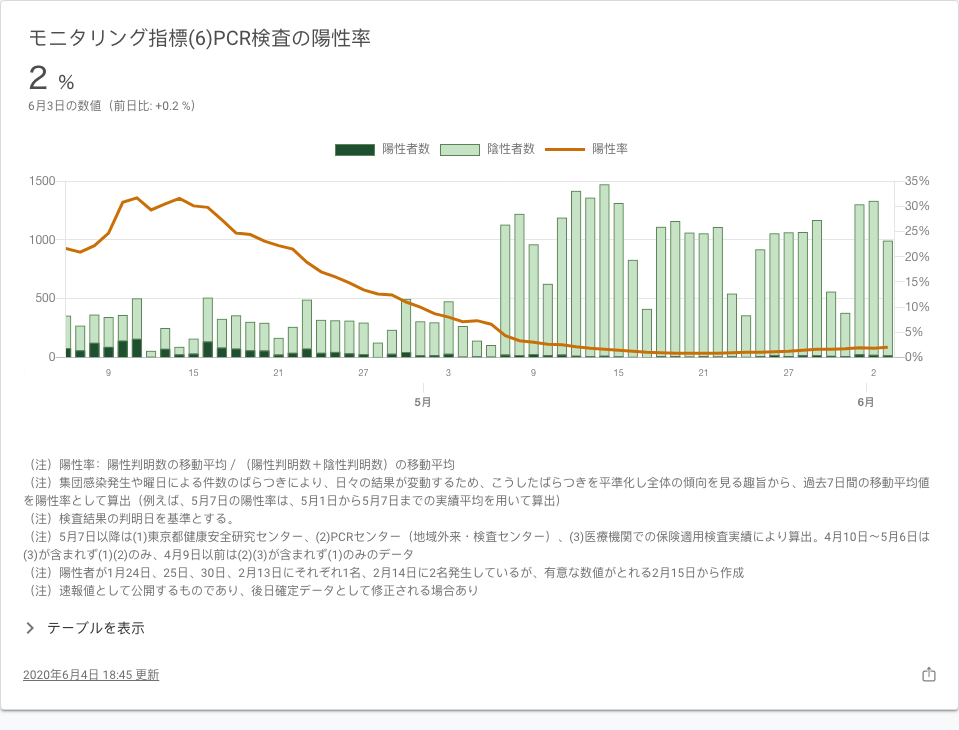 モニタリング指標(6)PCR検査の陽性率
2 %
6月3日の数値（前日比: +0.2 %）
陽性者数 陰性者数 陽性率
1500 35%
30%
1000 25%
20%
15%
500 10%
5%
0 0%
9 15 21 27 3 9 15 21 27 2
5月 6月
（注）陽性率：陽性判明数の移動平均 / （陽性判明数＋陰性判明数）の移動平均
（注）集団感染発生や曜日による件数のばらつきにより、日々の結果が変動するため、こうしたばらつきを平準化し全体の傾向を見る趣旨から、過去7日間の移動平均値
を陽性率として算出（例えば、5月7日の陽性率は、5月1日から5月7日までの実績平均を用いて算出）
（注）検査結果の判明日を基準とする。
（注）5月7日以降は(1)東京都健康安全研究センター、(2)PCRセンター（地域外来・検査センター）、(3)医療機関での保険適用検査実績により算出。4月10日～5月6日は
(3)が含まれず(1)(2)のみ、4月9日以前は(2)(3)が含まれず(1)のみのデータ
（注）陽性者が1月24日、25日、30日、2月13日にそれぞれ1名、2月14日に2名発生しているが、有意な数値がとれる2月15日から作成
（注）速報値として公開するものであり、後日確定データとして修正される場合あり
テーブルを表示
2020年6月4日 18:45 更新